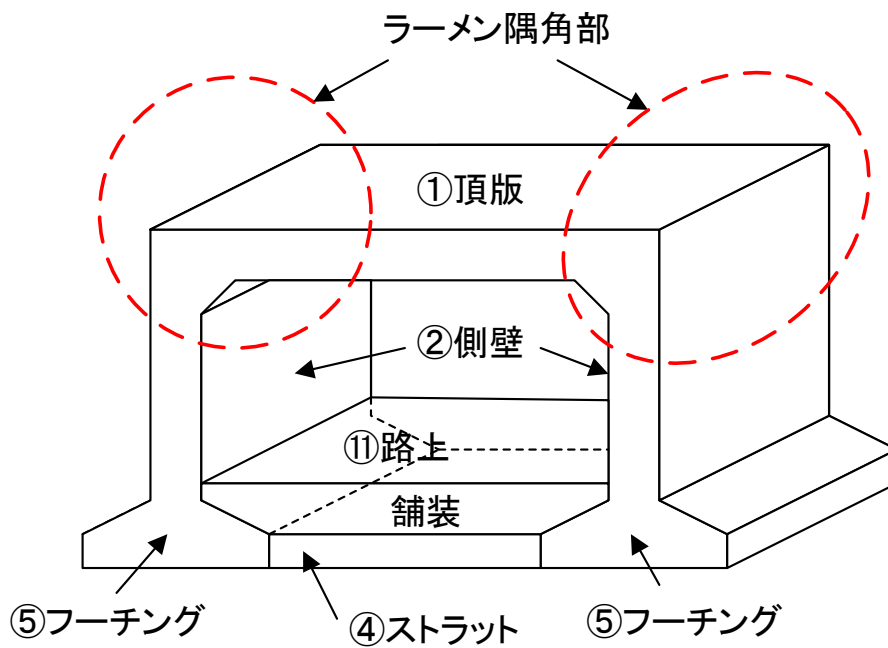 ラーメン隅角部
①頂版
②側壁
⑪路上
舗装
⑤フーチング
④ストラット
⑤フーチング